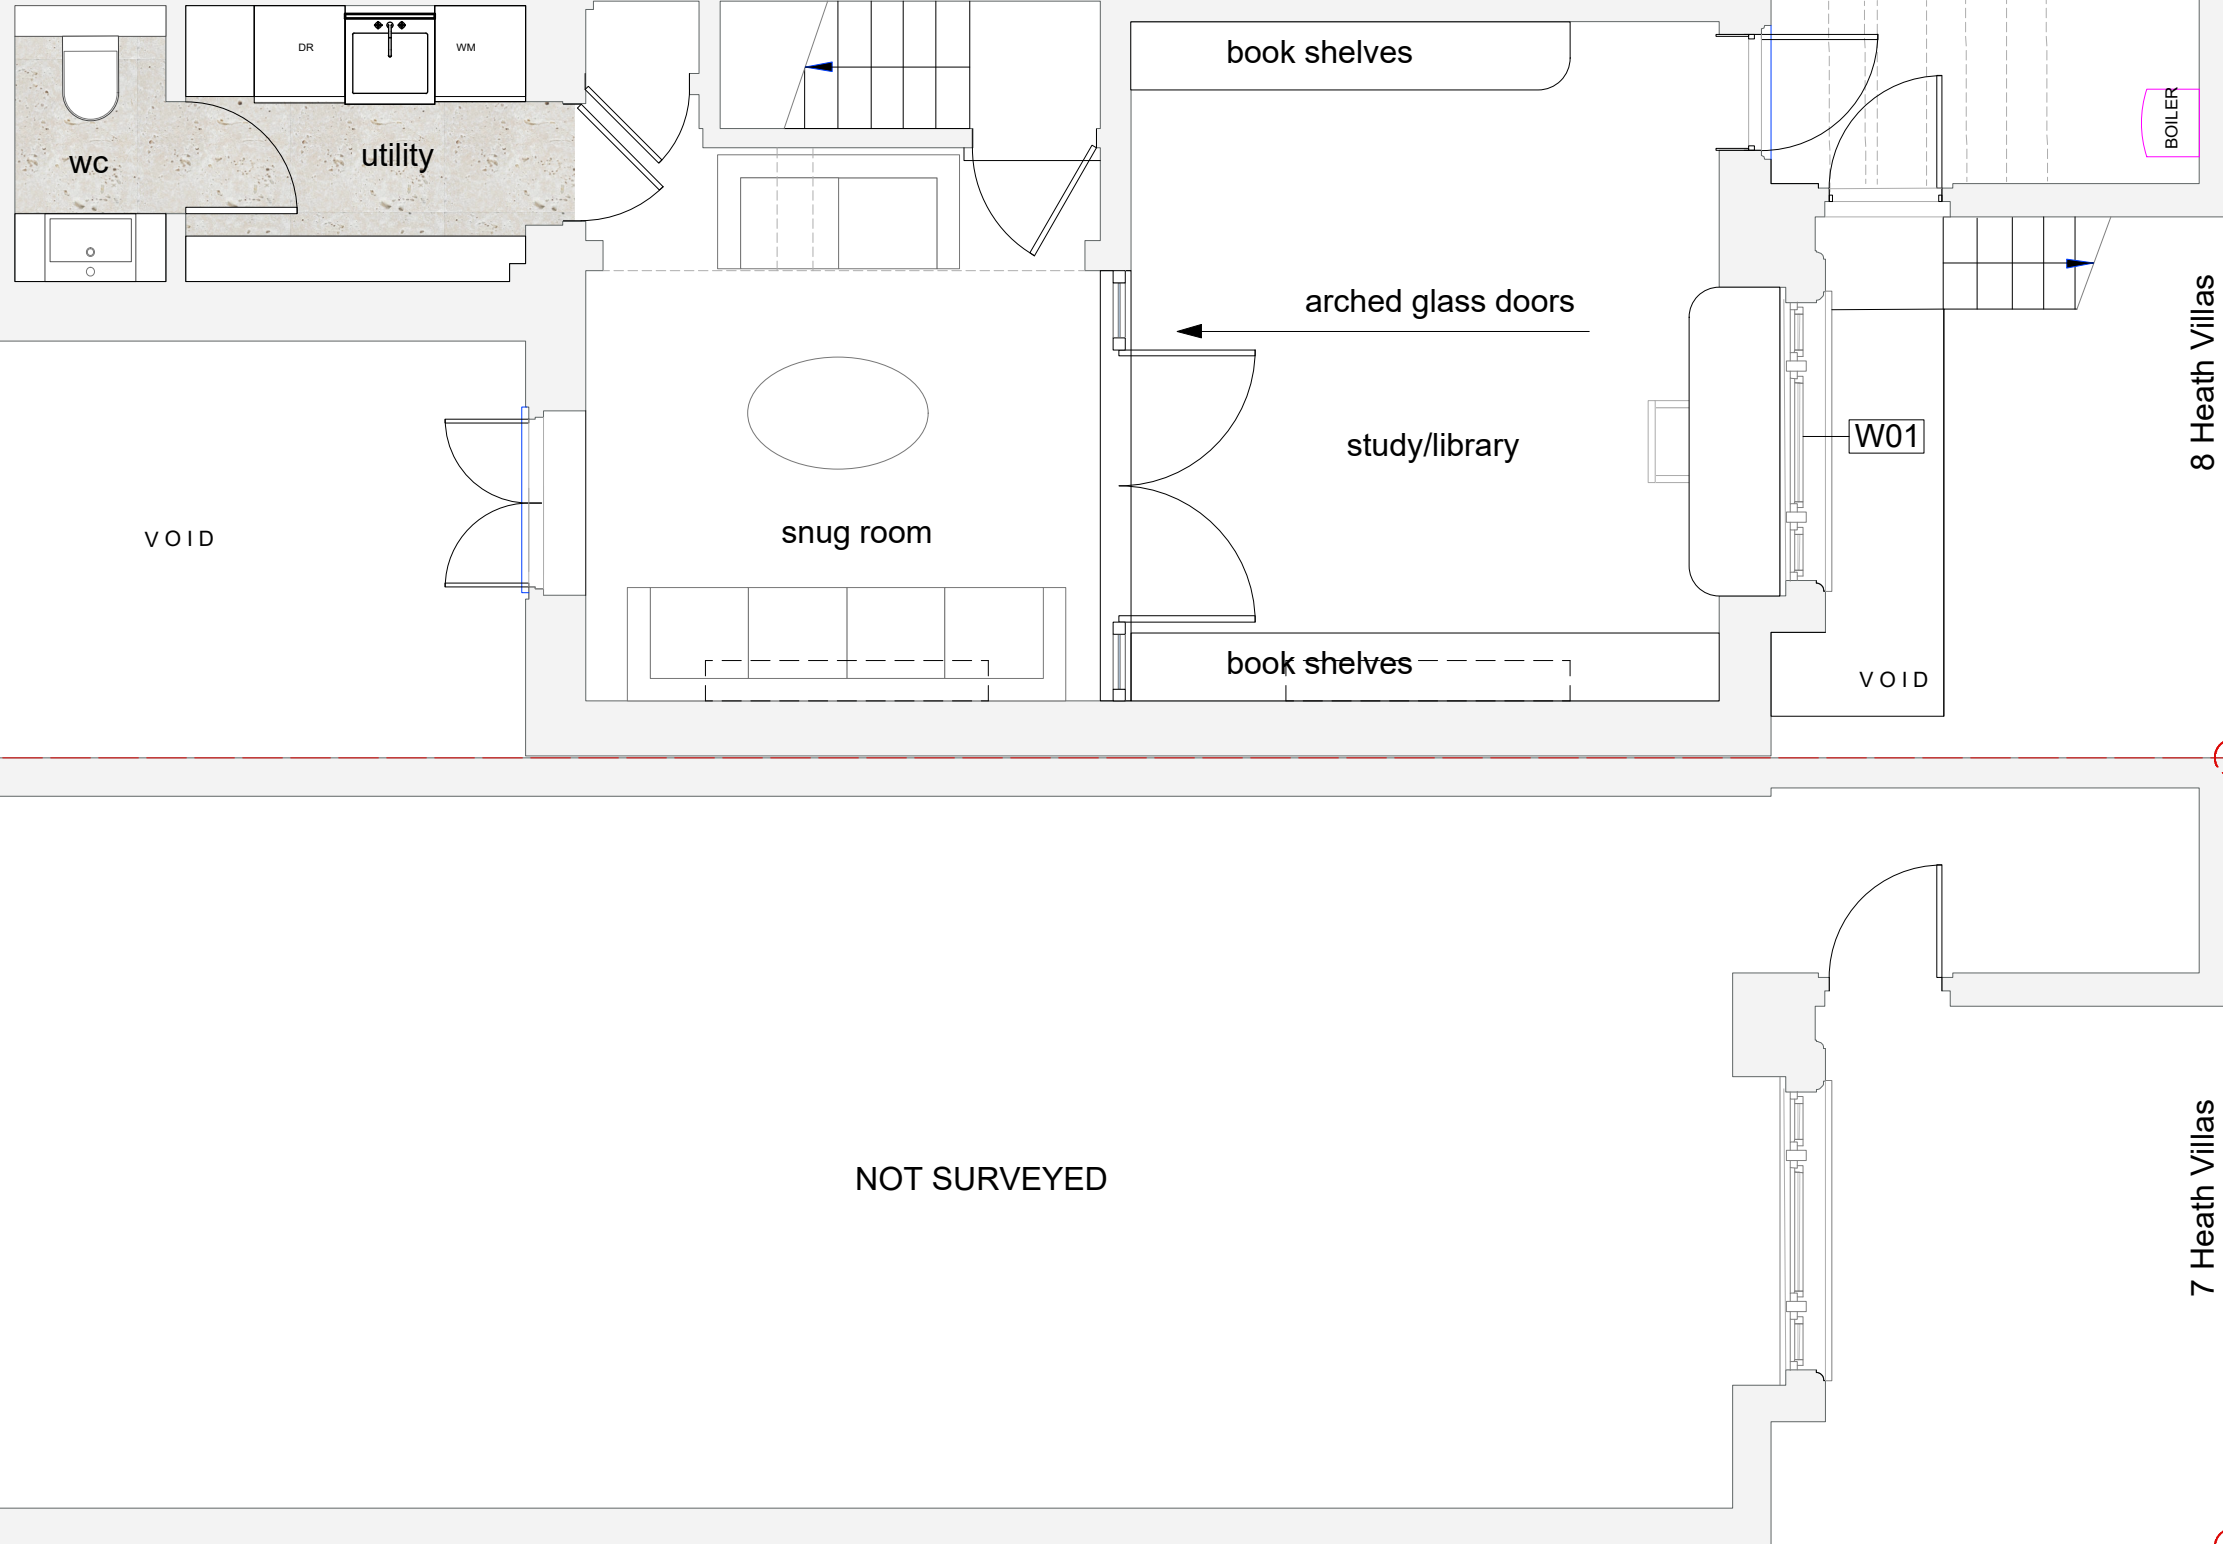 DR
WM
book shelves
BOILER
utility
wc
arched glass doors
8 Heath Villas
W01
study/library
snug room
VOID
book shelves
VOID
NOT SURVEYED
7 Heath Villas